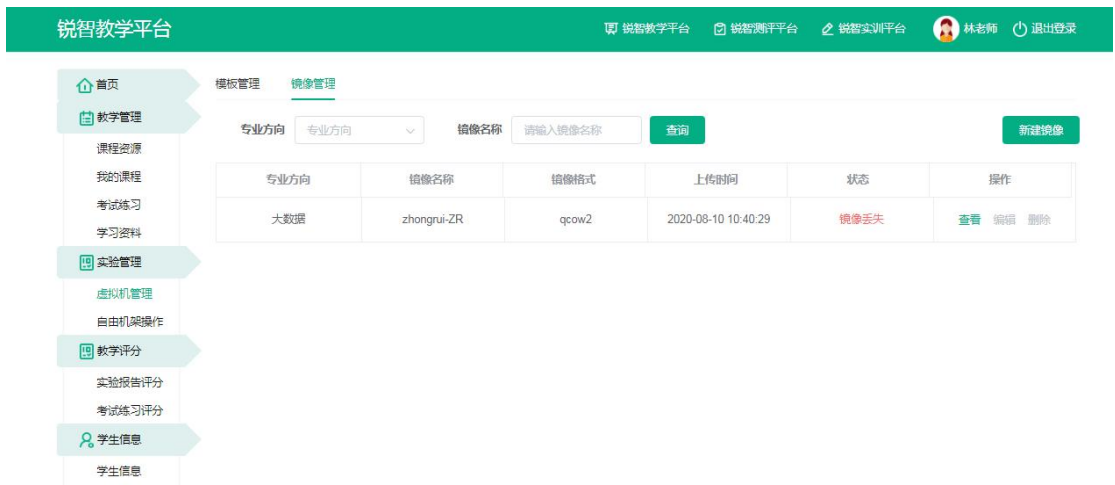 锐智教学平台 锐智教学平台 锐智测评平台 锐智实训平台 林老师 退出登录
首页
教学管理
课程资源
我的课程
考试练习
学习资料
实验管理
虚拟机管理
自由机架操作
教学评分
实验报告评分
考试练习评分
学生信息
学生信息
模板管理 镜像管理
专业方向 专业方向 镜像名称 请输入镜像名称 查询 新建镜像
专业方向 镜像名称 镜像格式 上传时间 状态 操作
大数据 zhongrui-ZR qcow2 2020-08-10 10:40:29 镜像丢失 查看 编辑 删除